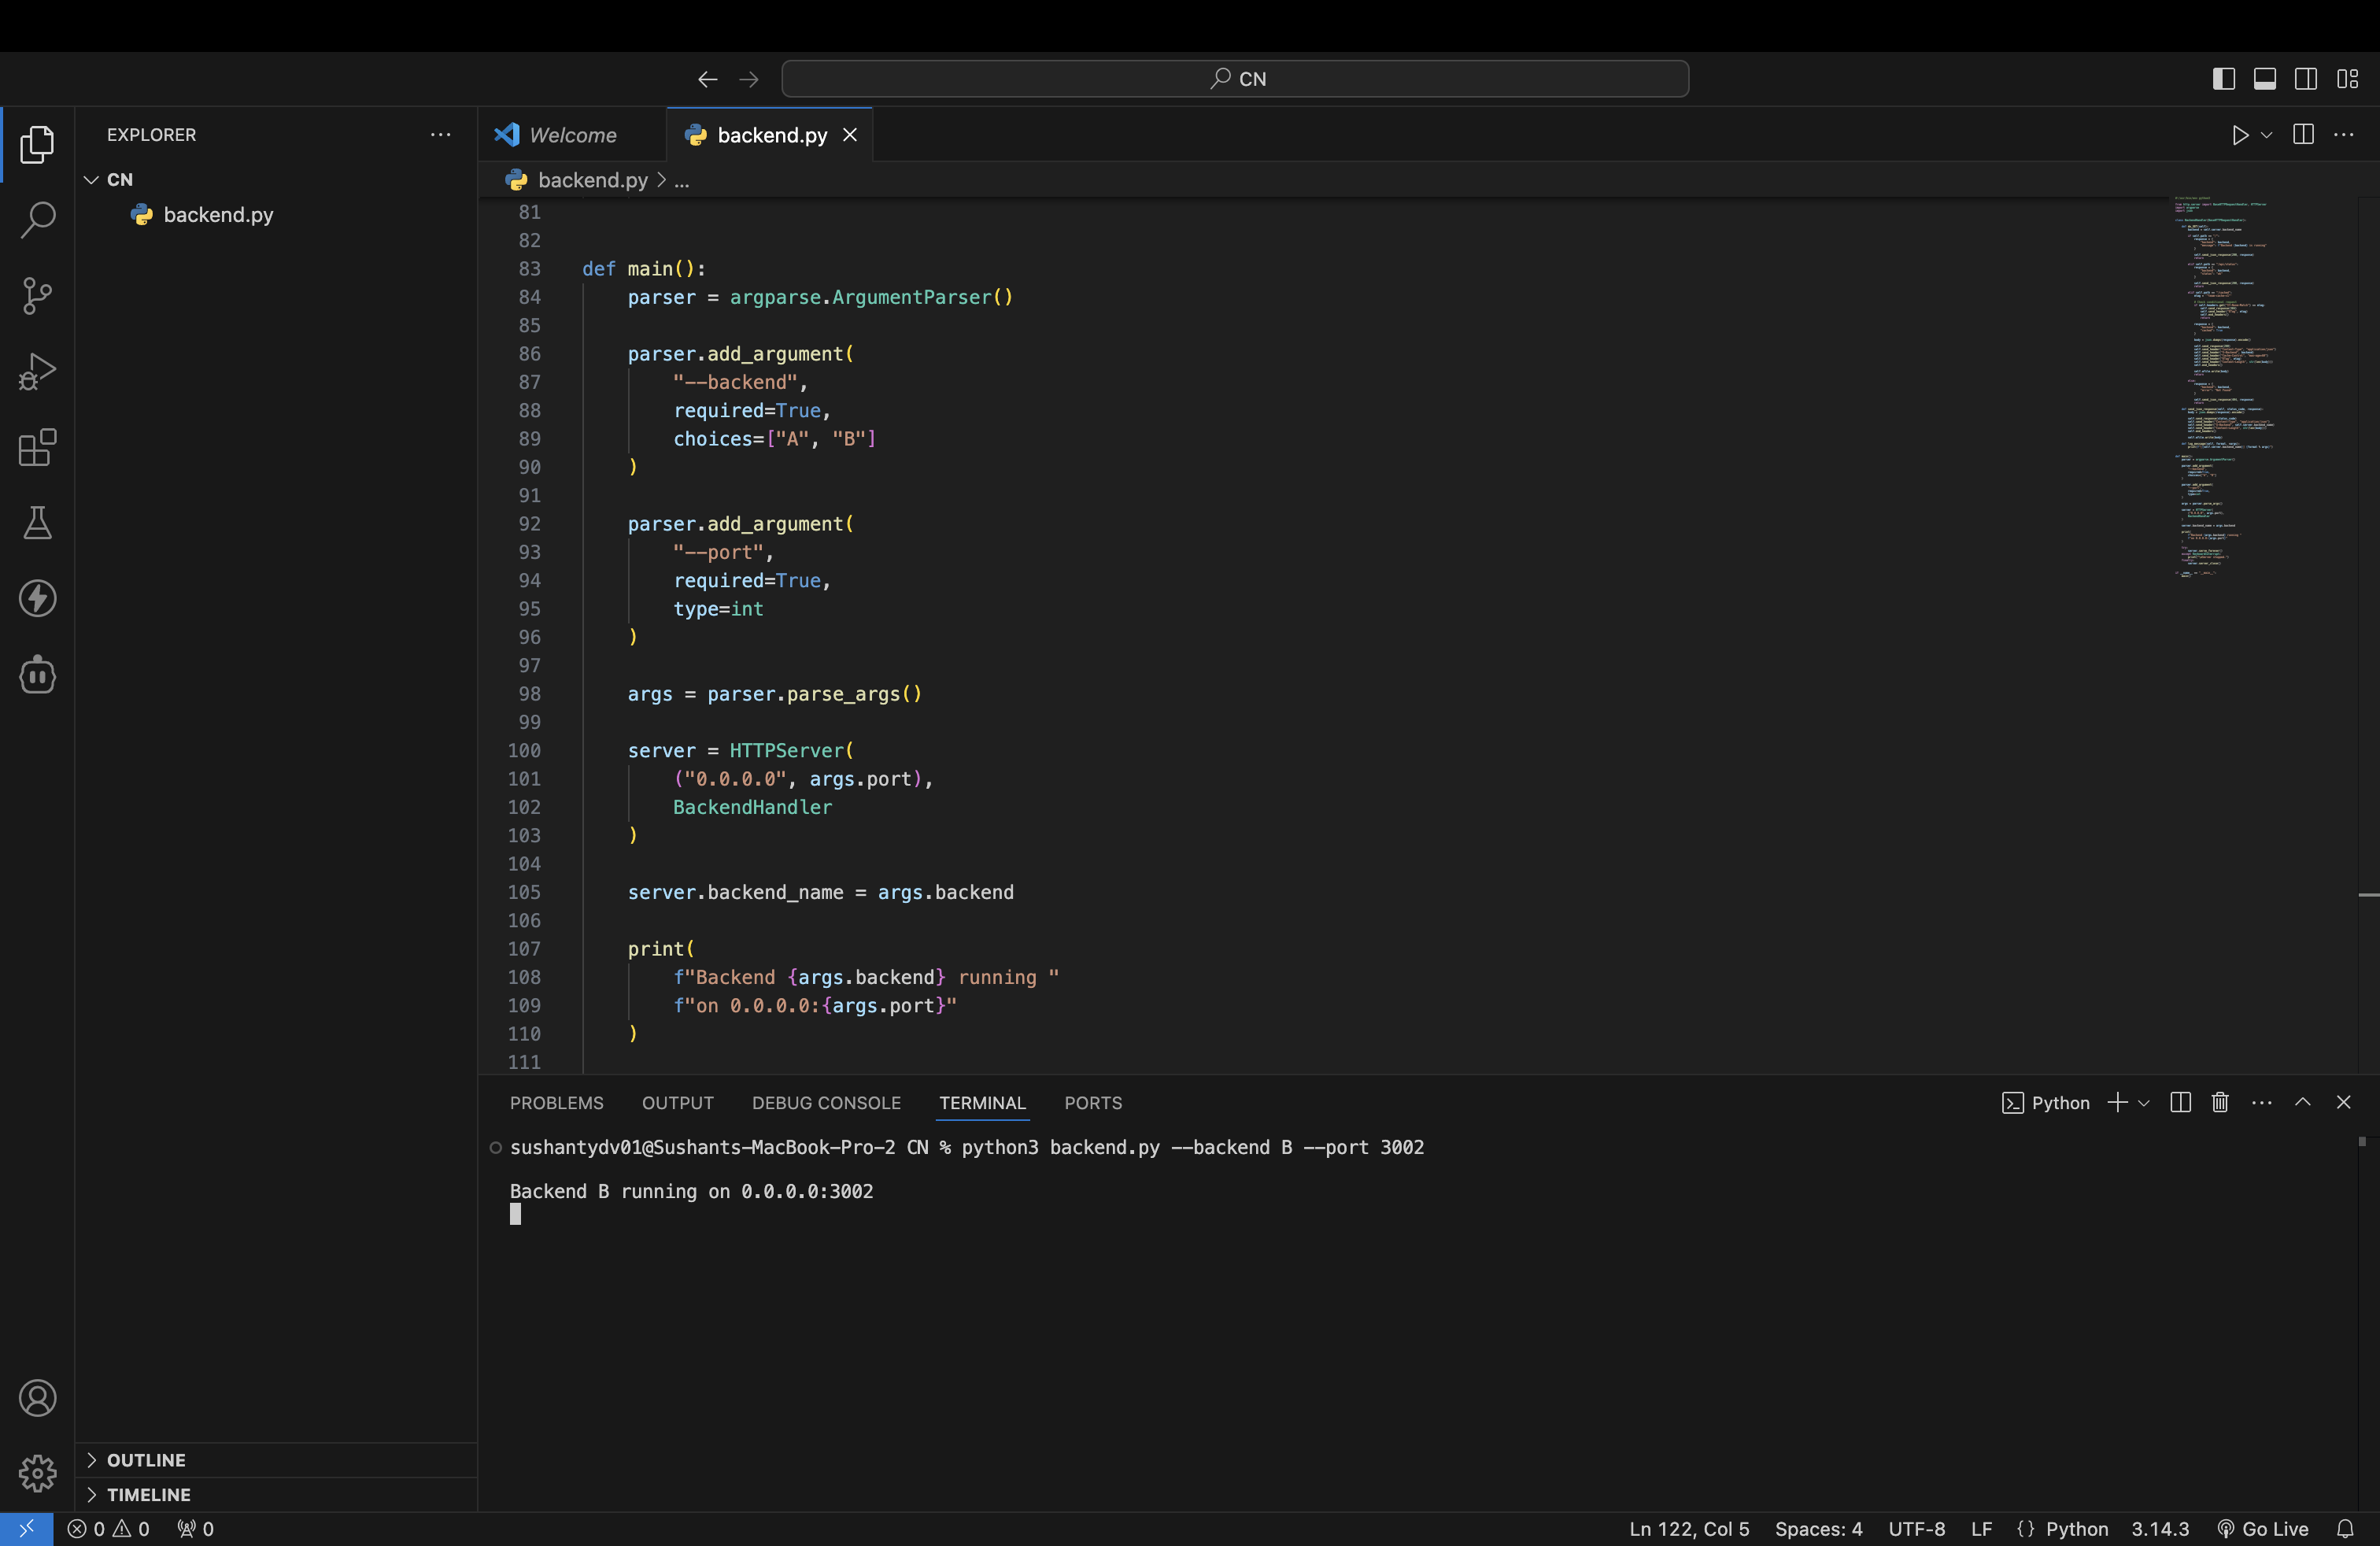 CN
EXPLORER
CN
backend.py
OUTLINE
TIMELINE
Welcome
backend.py
backend.py > ...
81
82
83 def main():
84 parser = argparse.ArgumentParser()
85
86 parser.add_argument(
87 "--backend",
88 required=True,
89 choices=["A", "B"]
90 )
91
92 parser.add_argument(
93 "--port",
94 required=True,
95 type=int
96 )
97
98 args = parser.parse_args()
99
100 server = HTTPServer(
101 ("0.0.0.0", args.port),
102 BackendHandler
103 )
104
105 server.backend_name = args.backend
106
107 print(
108 f"Backend {args.backend} running "
109 f"on 0.0.0.0:{args.port}"
110 )
111
PROBLEMS OUTPUT DEBUG CONSOLE TERMINAL PORTS
Python
sushantydv01@Sushants-MacBook-Pro-2 CN % python3 backend.py --backend B --port 3002
Backend B running on 0.0.0.0:3002
0 0 0
Ln 122, Col 5 Spaces: 4 UTF-8 LF {} Python 3.14.3 Go Live